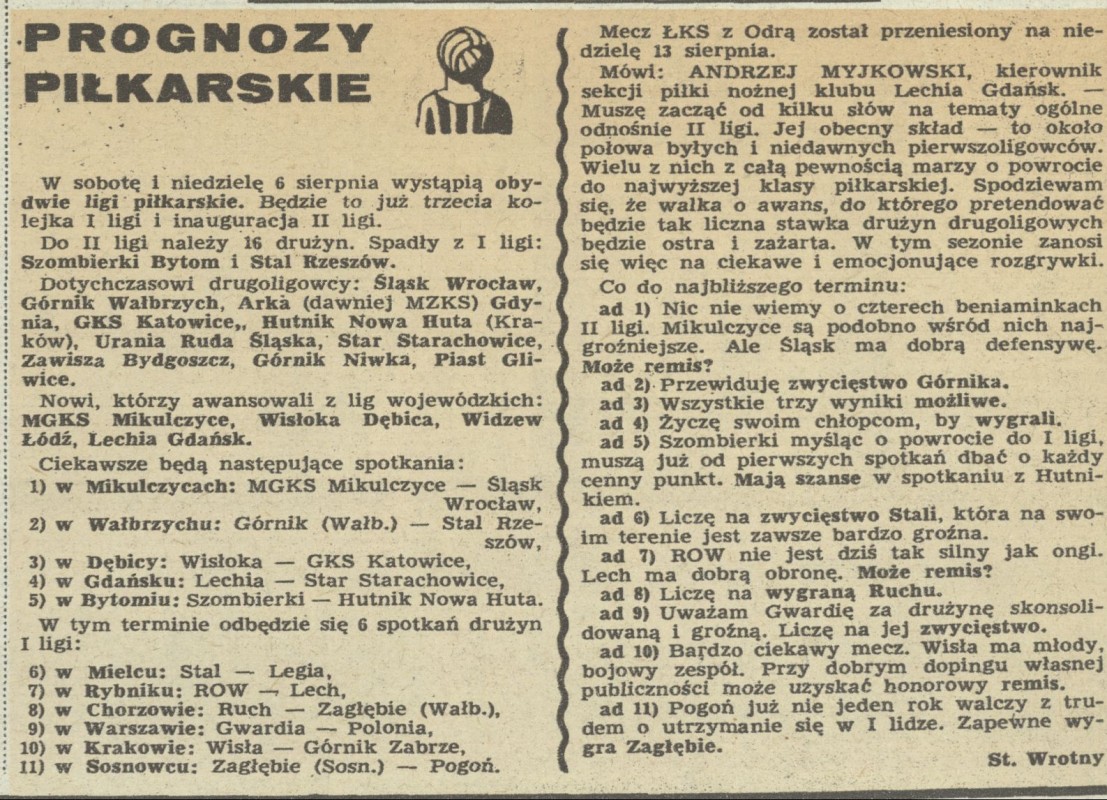 PROGNOZY
PIŁKARSKIE
W sobotę i niedzielę 6 sierpnia wystąpią oby-
dwie ligi piłkarskie. Będzie to już trzecia ko-
lejka I ligi i inauguracja II ligi.
Do II ligi należy 16 drużyn. Spadły z I ligi:
Szombierki Bytom i Stal Rzeszów.
Dotychczasowi drugoligowcy: Śląsk Wrocław,
Górnik Wałbrzych, Arka (dawniej MZKS) Gdy-
nia, GKS Katowice,, Hutnik Nowa Huta (Kra-
ków), Urania Ruda Śląska, Star Starachowice,
Zawisza Bydgoszcz, Górnik Niwka, Piast Gli-
wice.
Nowi, którzy awansowali z lig wojewódzkich:
MGKS Mikulczyce, Wisłoka Dębica, Widzew
Łódź, Lechia Gdańsk.
Ciekawsze będą następujące spotkania:
1) w Mikulczycach: MGKS Mikulczyce — Śląsk
Wrocław,
2) w Wałbrzychu: Górnik (Wałb.) — Stal Rze-
szów,
3) w Dębicy: Wisłoka — GKS Katowice,
4) w Gdańsku: Lechia — Star Starachowice,
5) w Bytomiu: Szombierki — Hutnik Nowa Huta.
W tym terminie odbędzie się 6 spotkań drużyn
I ligi:
6) w Mielcu: Stal — Legia,
7) w Rybniku: ROW — Lech,
8) w Chorzowie: Ruch — Zagłębie (Wałb.),
9) w Warszawie: Gwardia — Polonia,
10) w Krakowie: Wisła — Górnik Zabrze,
11) w Sosnowcu: Zagłębie (Sosn.) — Pogoń.
Mecz ŁKS z Odrą został przeniesiony na nie-
dzielę 13 sierpnia.
Mówi: ANDRZEJ MYJKOWSKI, kierownik
sekcji piłki nożnej klubu Lechia Gdańsk. —
Muszę zacząć od kilku słów na tematy ogólne
odnośnie II ligi. Jej obecny skład — to około
połowa byłych i niedawnych pierwszoligowców.
Wielu z nich z całą pewnością marzy o powrocie
do najwyższej klasy piłkarskiej. Spodziewam
się, że walka o awans, do którego pretendować
będzie tak liczna stawka drużyn drugoligowych
będzie ostra i zażarta. W tym sezonie zanosi
się więc na ciekawe i emocjonujące rozgrywki.
Co do najbliższego terminu:
ad 1) Nic nie wiemy o czterech beniaminkach
II ligi. Mikulczyce są podobno wśród nich naj-
groźniejsze. Ale Śląsk ma dobrą defensywę.
Może remis?
ad 2) Przewiduję zwycięstwo Górnika.
ad 3) Wszystkie trzy wyniki możliwe.
ad 4) Życzę swoim chłopcom, by wygrali.
ad 5) Szombierki myśląc o powrocie do I ligi,
muszą już od pierwszych spotkań dbać o każdy
cenny punkt. Mają szanse w spotkaniu z Hutni-
kiem.
ad 6) Liczę na zwycięstwo Stali, która na swo-
im terenie jest zawsze bardzo groźna.
ad 7) ROW nie jest dziś tak silny jak ongi.
Lech ma dobrą obronę. Może remis?
ad 8) Liczę na wygraną Ruchu.
ad 9) Uważam Gwardię za drużynę skonsoli-
dowaną i groźną. Liczę na jej zwycięstwo.
ad 10) Bardzo ciekawy mecz. Wisła ma młody,
bojowy zespół. Przy dobrym dopingu własnej
publiczności może uzyskać honorowy remis.
ad 11) Pogoń już nie jeden rok walczy z tru-
dem o utrzymanie się w I lidze. Zapewne wy-
gra Zagłębie.
St. Wrotny